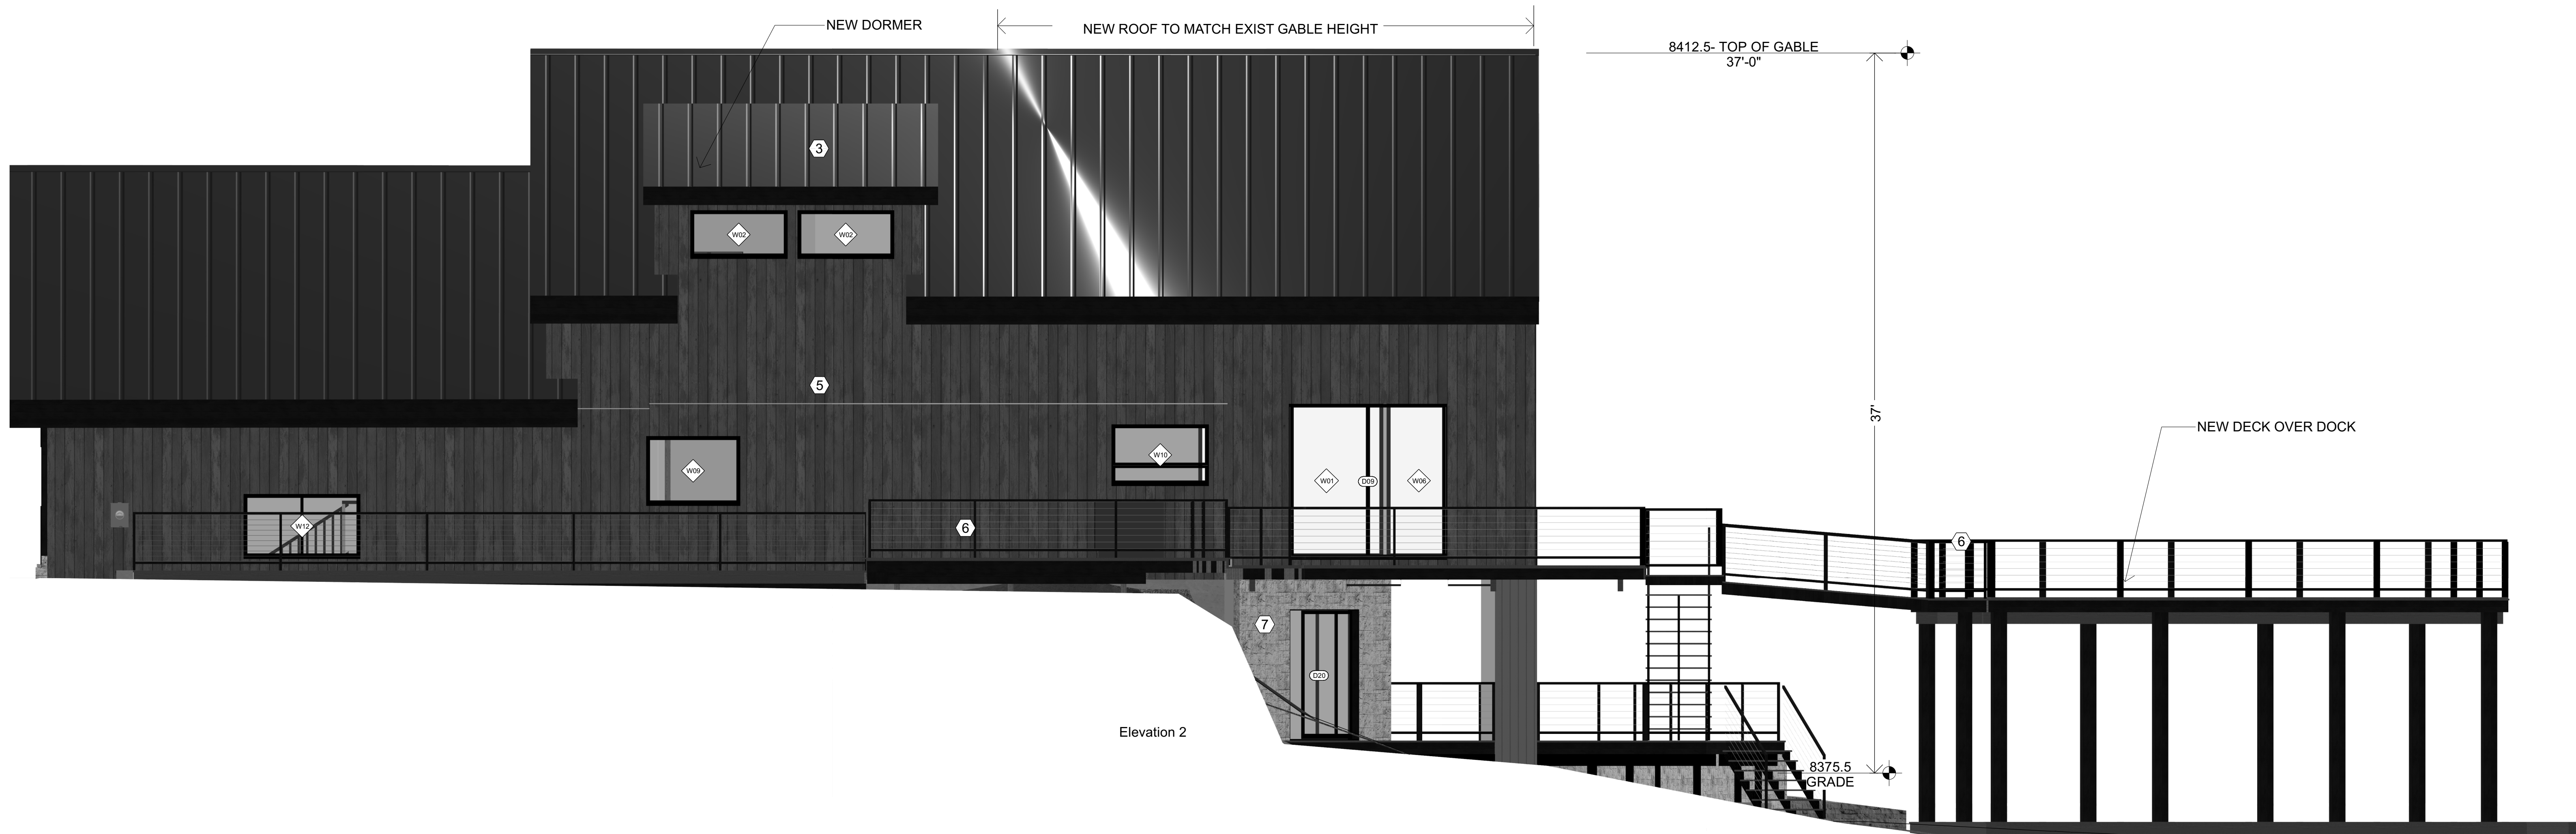 NEW DORMER
NEW ROOF TO MATCH EXIST GABLE HEIGHT
8412.5- TOP OF GABLE
37'-0"
3
W02
W02
5
37'
NEW DECK OVER DOCK
W09
W10
W01
D09
W06
W12
6
6
7
D20
Elevation 2
8375.5
GRADE